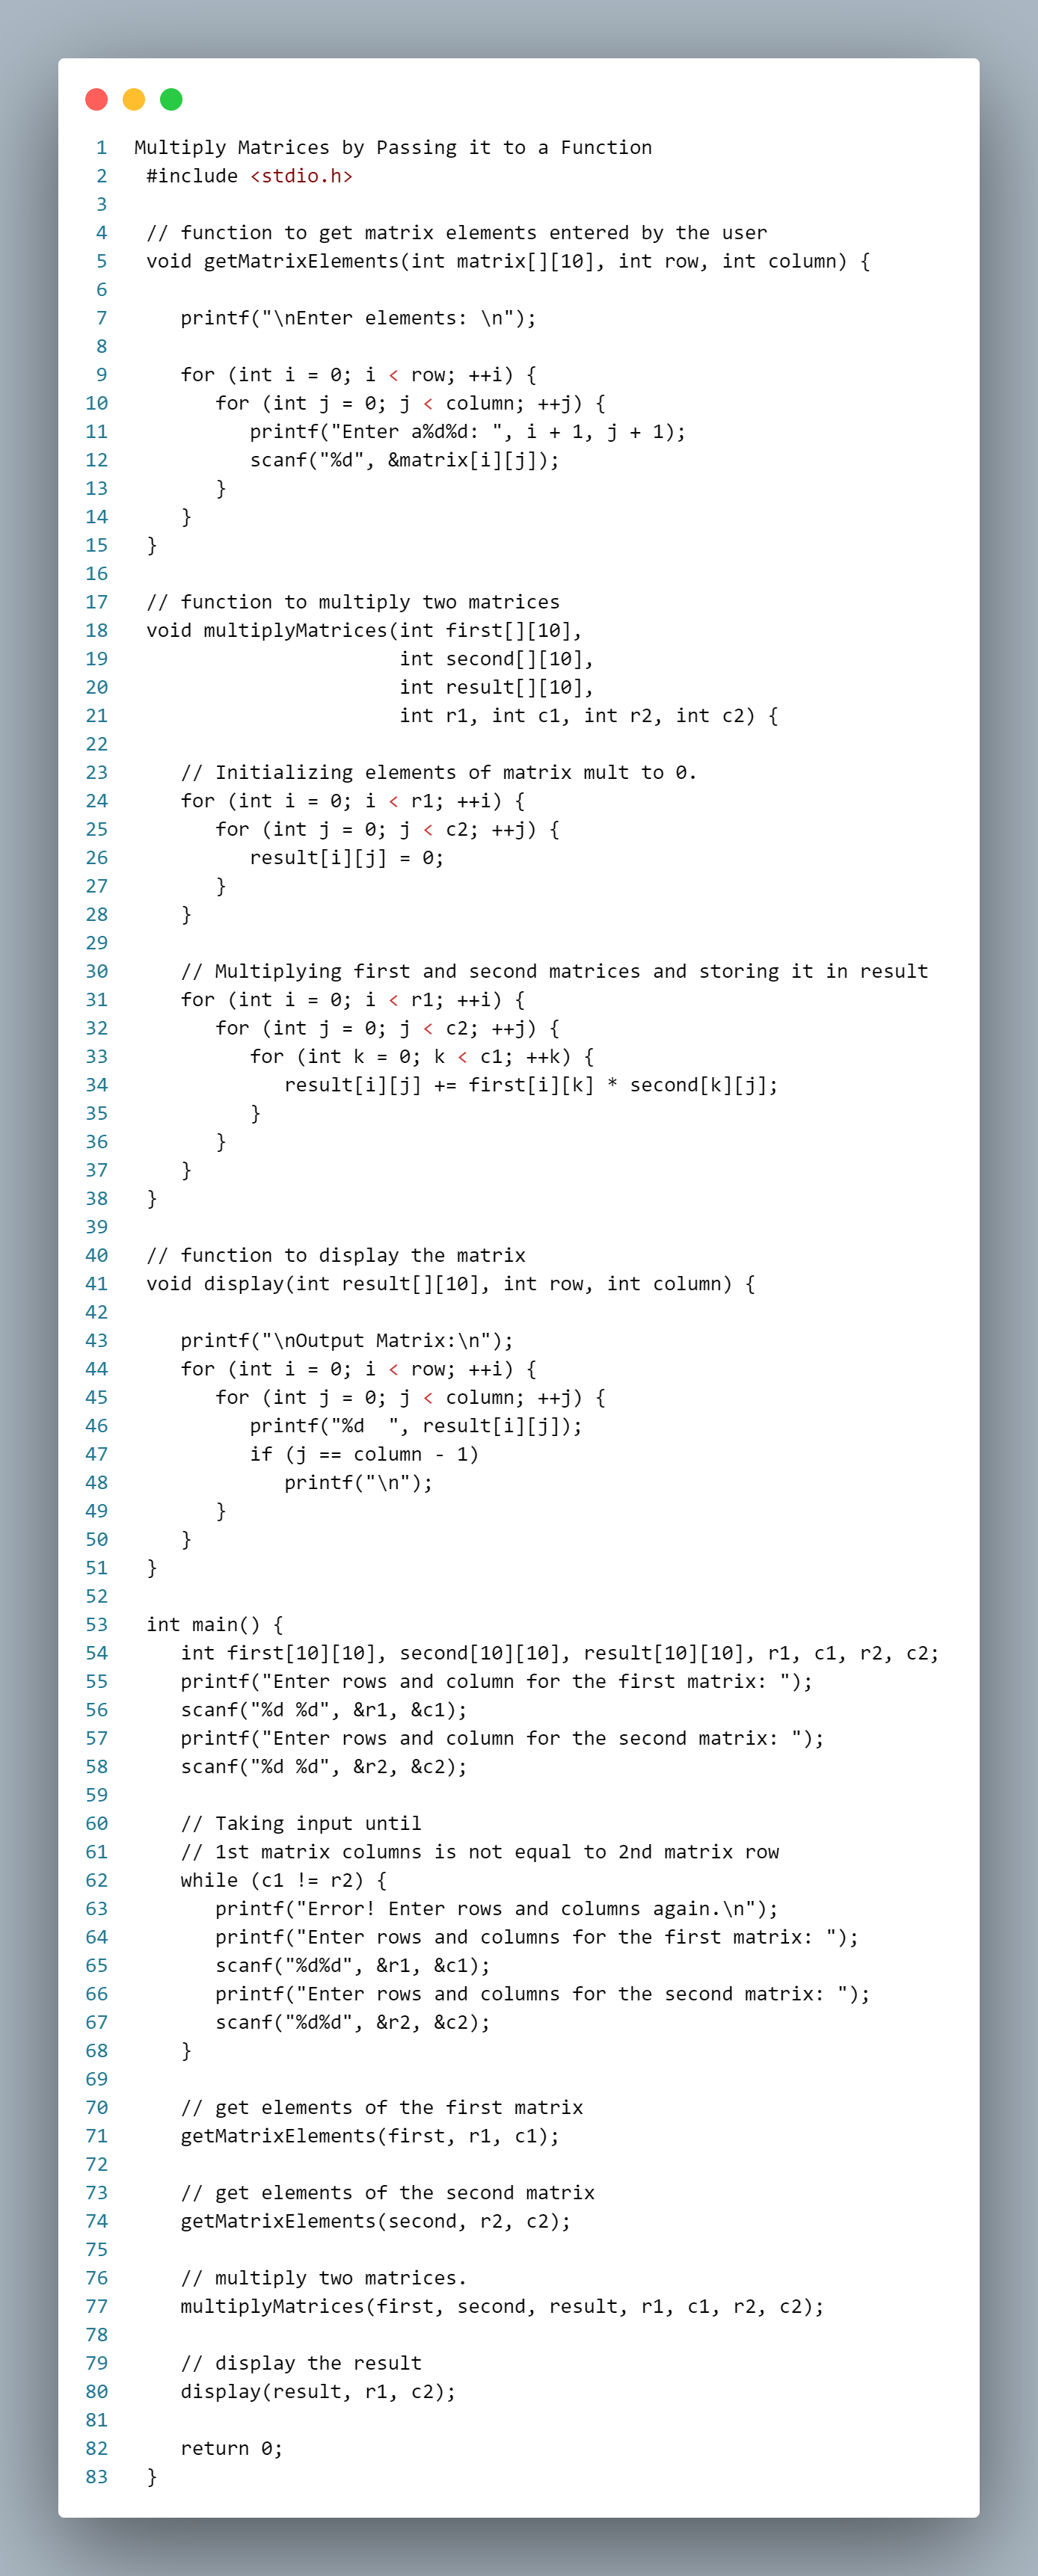 1 Multiply Matrices by Passing it to a Function
2 #include <stdio.h>
3
4 // function to get matrix elements entered by the user
5 void getMatrixElements(int matrix[][10], int row, int column) {
6
7    printf("\nEnter elements: \n");
8
9    for (int i = 0; i < row; ++i) {
10       for (int j = 0; j < column; ++j) {
11          printf("Enter a%d%d: ", i + 1, j + 1);
12          scanf("%d", &matrix[i][j]);
13       }
14    }
15 }
16
17 // function to multiply two matrices
18 void multiplyMatrices(int first[][10],
19                       int second[][10],
20                       int result[][10],
21                       int r1, int c1, int r2, int c2) {
22
23    // Initializing elements of matrix mult to 0.
24    for (int i = 0; i < r1; ++i) {
25       for (int j = 0; j < c2; ++j) {
26          result[i][j] = 0;
27       }
28    }
29
30    // Multiplying first and second matrices and storing it in result
31    for (int i = 0; i < r1; ++i) {
32       for (int j = 0; j < c2; ++j) {
33          for (int k = 0; k < c1; ++k) {
34             result[i][j] += first[i][k] * second[k][j];
35          }
36       }
37    }
38 }
39
40 // function to display the matrix
41 void display(int result[][10], int row, int column) {
42
43    printf("\nOutput Matrix:\n");
44    for (int i = 0; i < row; ++i) {
45       for (int j = 0; j < column; ++j) {
46          printf("%d  ", result[i][j]);
47          if (j == column - 1)
48             printf("\n");
49       }
50    }
51 }
52
53 int main() {
54    int first[10][10], second[10][10], result[10][10], r1, c1, r2, c2;
55    printf("Enter rows and column for the first matrix: ");
56    scanf("%d %d", &r1, &c1);
57    printf("Enter rows and column for the second matrix: ");
58    scanf("%d %d", &r2, &c2);
59
60    // Taking input until
61    // 1st matrix columns is not equal to 2nd matrix row
62    while (c1 != r2) {
63       printf("Error! Enter rows and columns again.\n");
64       printf("Enter rows and columns for the first matrix: ");
65       scanf("%d%d", &r1, &c1);
66       printf("Enter rows and columns for the second matrix: ");
67       scanf("%d%d", &r2, &c2);
68    }
69
70    // get elements of the first matrix
71    getMatrixElements(first, r1, c1);
72
73    // get elements of the second matrix
74    getMatrixElements(second, r2, c2);
75
76    // multiply two matrices.
77    multiplyMatrices(first, second, result, r1, c1, r2, c2);
78
79    // display the result
80    display(result, r1, c2);
81
82    return 0;
83 }